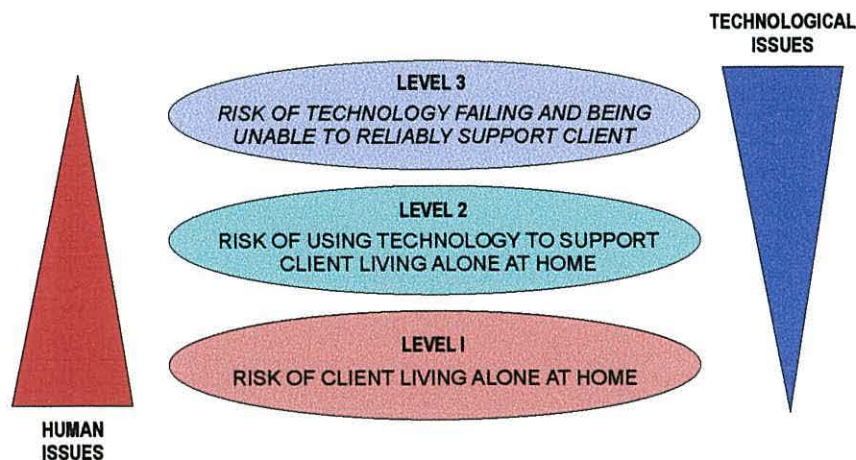 TECHNOLOGICAL
ISSUES
LEVEL 3
RISK OF TECHNOLOGY FAILING AND BEING
UNABLE TO RELIABLY SUPPORT CLIENT
LEVEL 2
RISK OF USING TECHNOLOGY TO SUPPORT
CLIENT LIVING ALONE AT HOME
LEVEL I
RISK OF CLIENT LIVING ALONE AT HOME
HUMAN
ISSUES